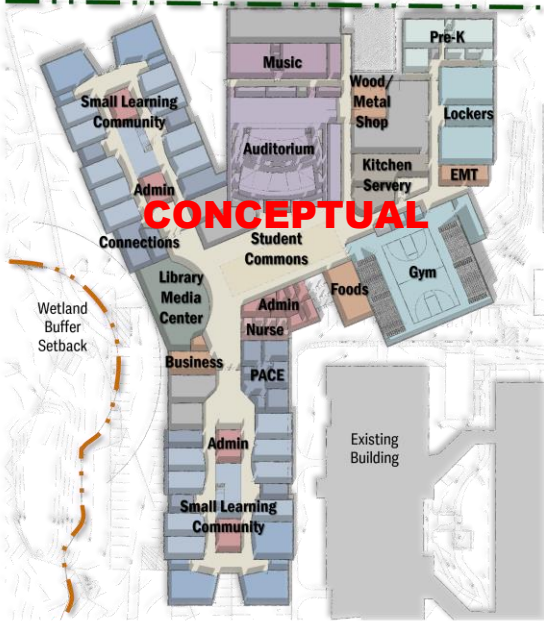 Pre-K
Music
Wood/
Metal
Shop
Small Learning
Community
Lockers
Auditorium
Kitchen
Servery
EMT
Admin
CONCEPTUAL
Connections
Student
Commons
Gym
Library
Media
Center
Foods
Admin
Nurse
Wetland
Buffer
Setback
Business
PACE
Admin
Existing
Building
Small Learning
Community